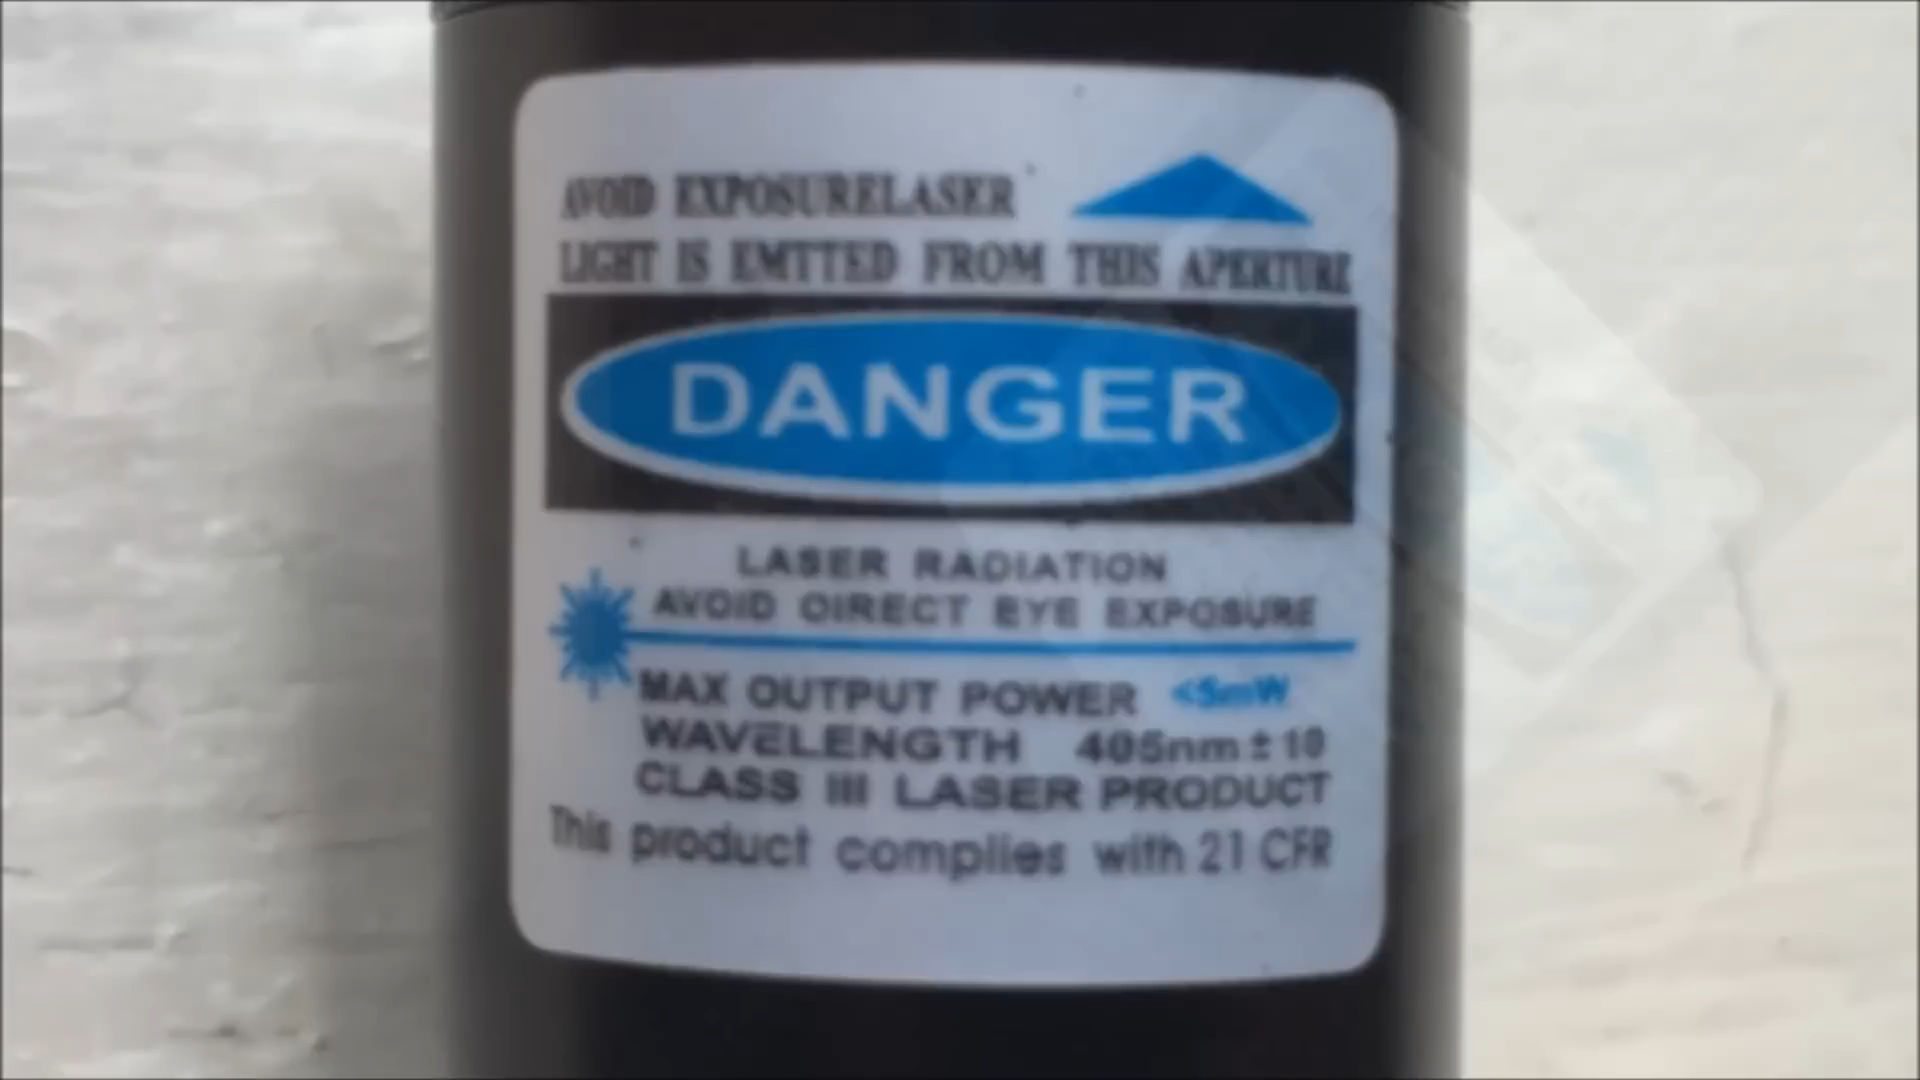 AVOID EXPOSURELASER
LIGHT IS EMTTED FROM THIS APERTURE
DANGER
LASER RADIATION
AVOID OIRECT EYE EXPOSURE
MAX OUTPUT POWER <5mW
WAVELENGTH 405nm±10
CLASS III LASER PRODUCT
This product complies with 21 CFR